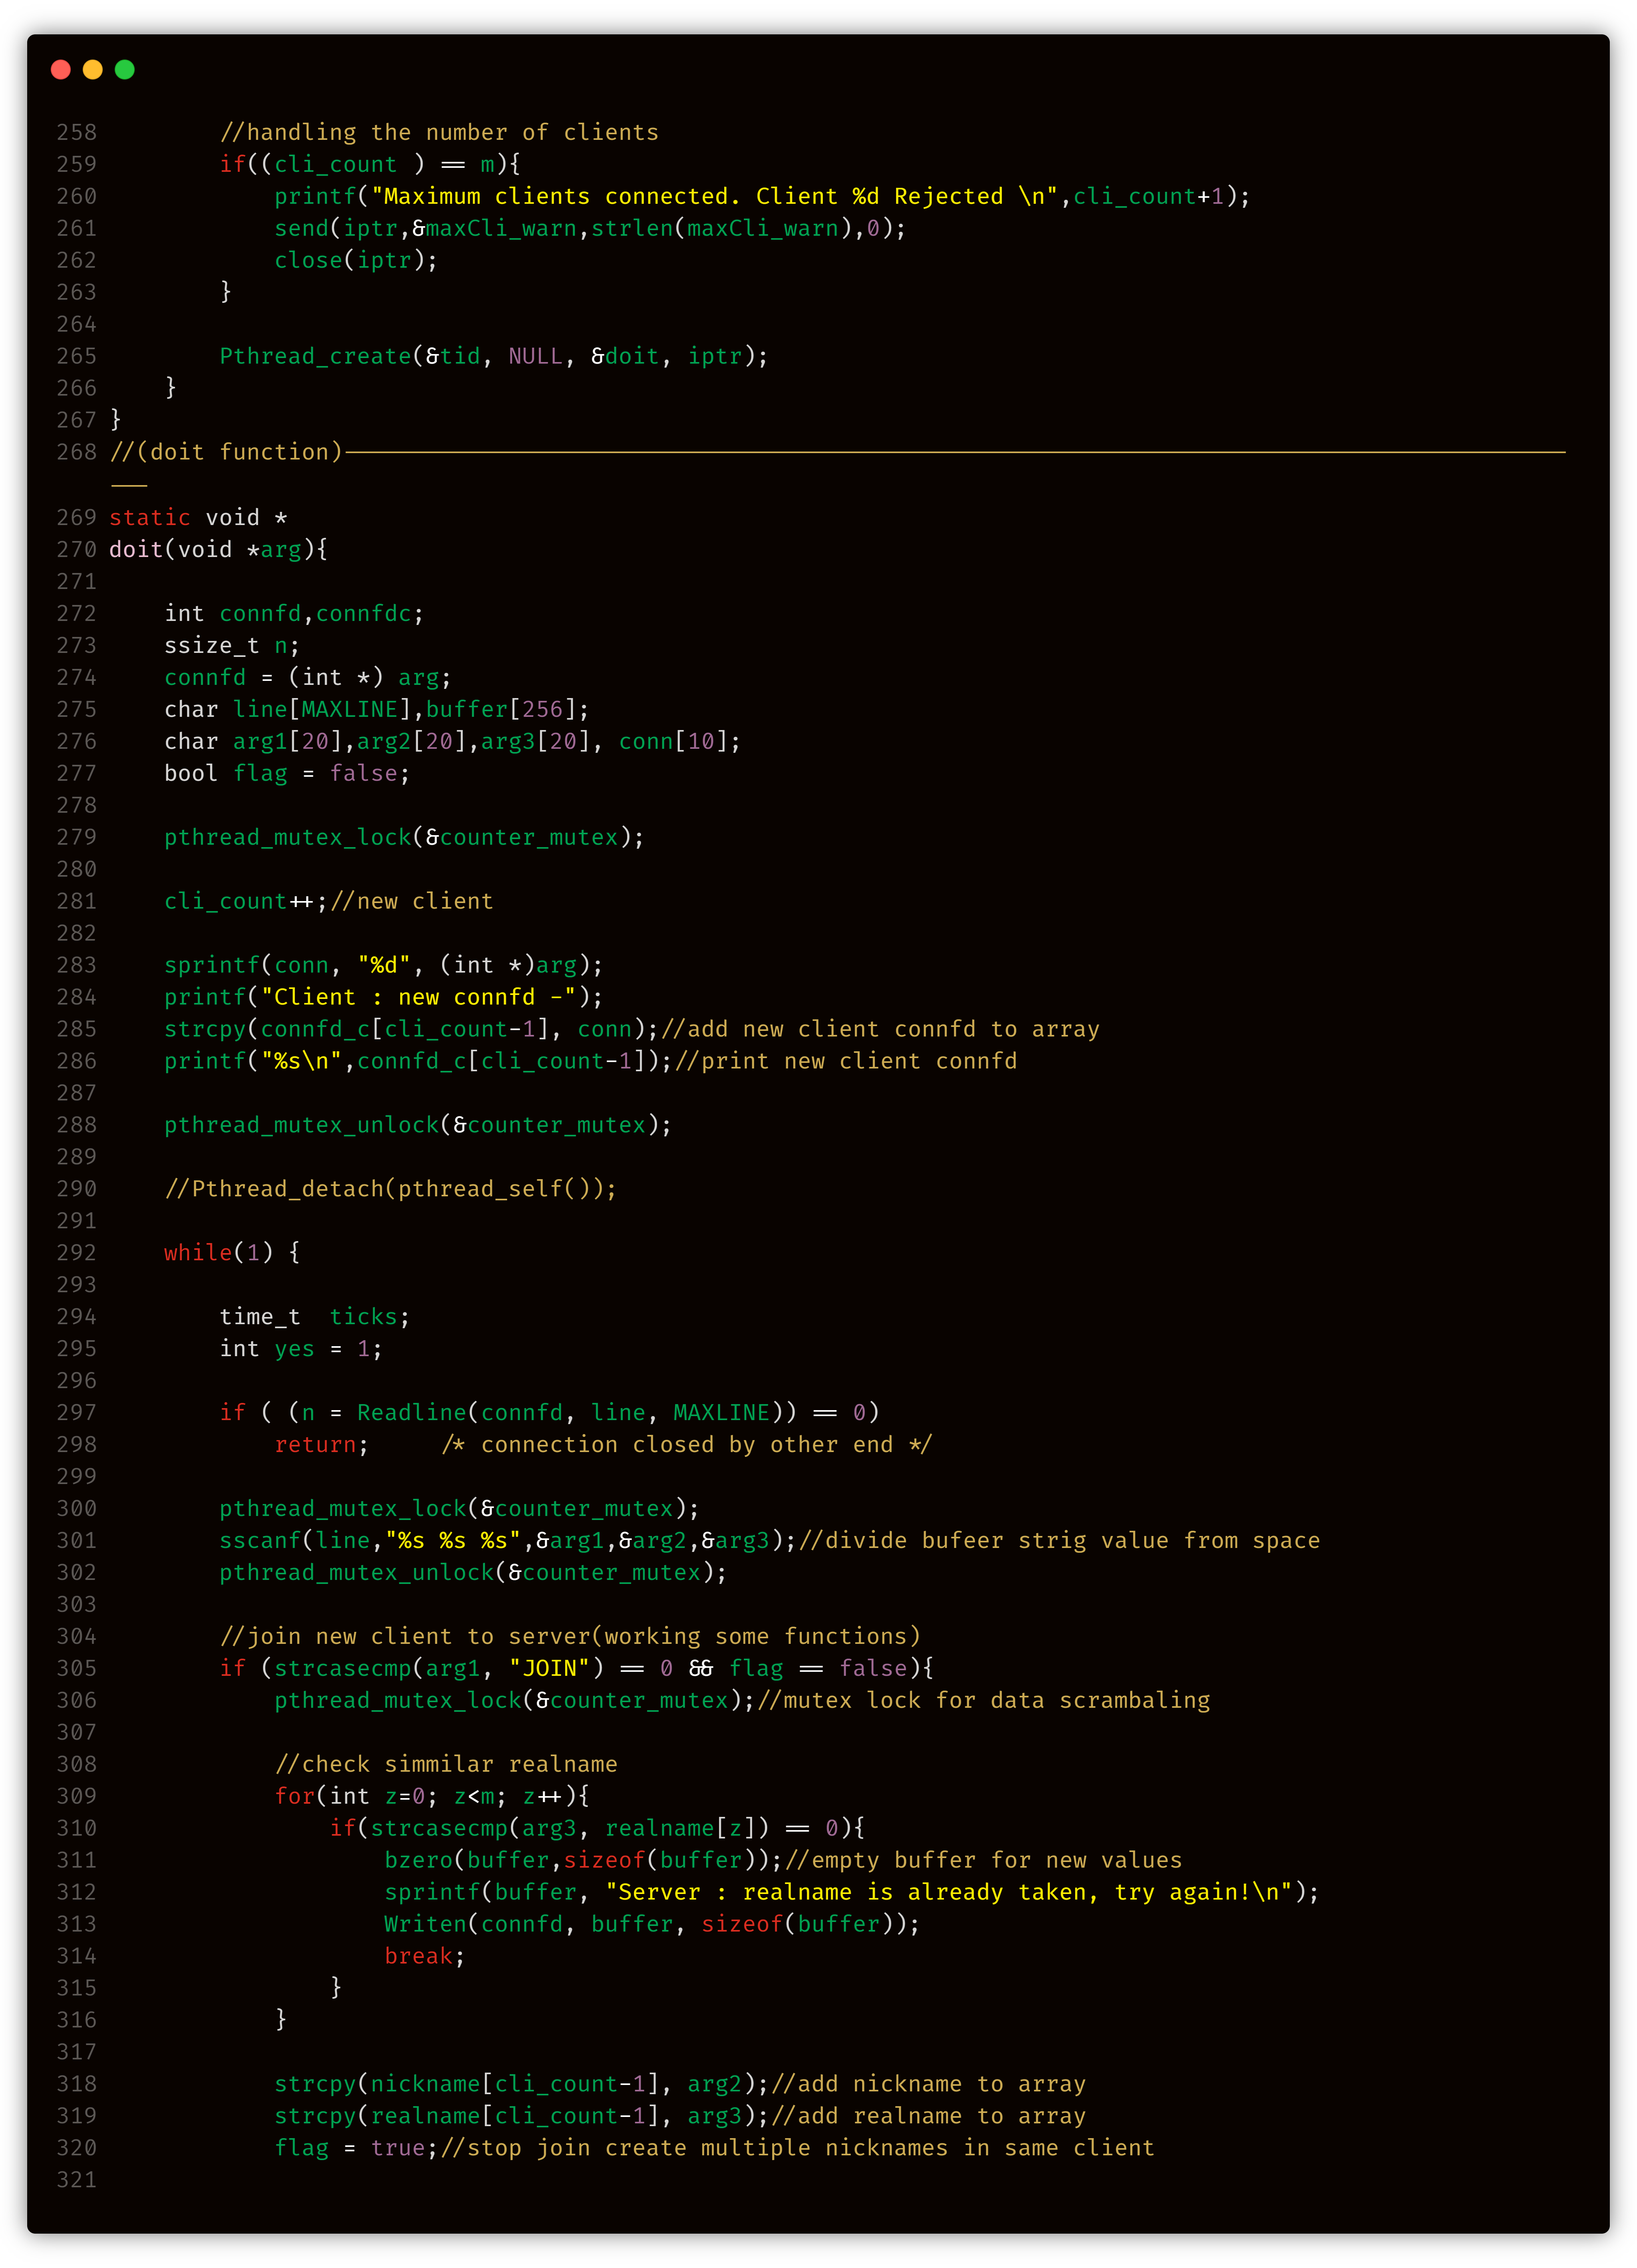 258         //handling the number of clients
259         if((cli_count ) == m){
260             printf("Maximum clients connected. Client %d Rejected \n",cli_count+1);
261             send(iptr,&maxCli_warn,strlen(maxCli_warn),0);
262             close(iptr);
263         }
264
265         Pthread_create(&tid, NULL, &doit, iptr);
266     }
267 }
268 //(doit function)-----------------------------------------------------------------------------------------
---
269 static void *
270 doit(void *arg){
271
272     int connfd,connfdc;
273     ssize_t n;
274     connfd = (int *) arg;
275     char line[MAXLINE],buffer[256];
276     char arg1[20],arg2[20],arg3[20], conn[10];
277     bool flag = false;
278
279     pthread_mutex_lock(&counter_mutex);
280
281     cli_count++;//new client
282
283     sprintf(conn, "%d", (int *)arg);
284     printf("Client : new connfd -");
285     strcpy(connfd_c[cli_count-1], conn);//add new client connfd to array
286     printf("%s\n",connfd_c[cli_count-1]);//print new client connfd
287
288     pthread_mutex_unlock(&counter_mutex);
289
290     //Pthread_detach(pthread_self());
291
292     while(1) {
293
294         time_t  ticks;
295         int yes = 1;
296
297         if ( (n = Readline(connfd, line, MAXLINE)) == 0)
298             return;     /* connection closed by other end */
299
300         pthread_mutex_lock(&counter_mutex);
301         sscanf(line,"%s %s %s",&arg1,&arg2,&arg3);//divide bufeer strig value from space
302         pthread_mutex_unlock(&counter_mutex);
303
304         //join new client to server(working some functions)
305         if (strcasecmp(arg1, "JOIN") == 0 && flag == false){
306             pthread_mutex_lock(&counter_mutex);//mutex lock for data scrambaling
307
308             //check simmilar realname
309             for(int z=0; z<m; z++){
310                 if(strcasecmp(arg3, realname[z]) == 0){
311                     bzero(buffer,sizeof(buffer));//empty buffer for new values
312                     sprintf(buffer, "Server : realname is already taken, try again!\n");
313                     Writen(connfd, buffer, sizeof(buffer));
314                     break;
315                 }
316             }
317
318             strcpy(nickname[cli_count-1], arg2);//add nickname to array
319             strcpy(realname[cli_count-1], arg3);//add realname to array
320             flag = true;//stop join create multiple nicknames in same client
321